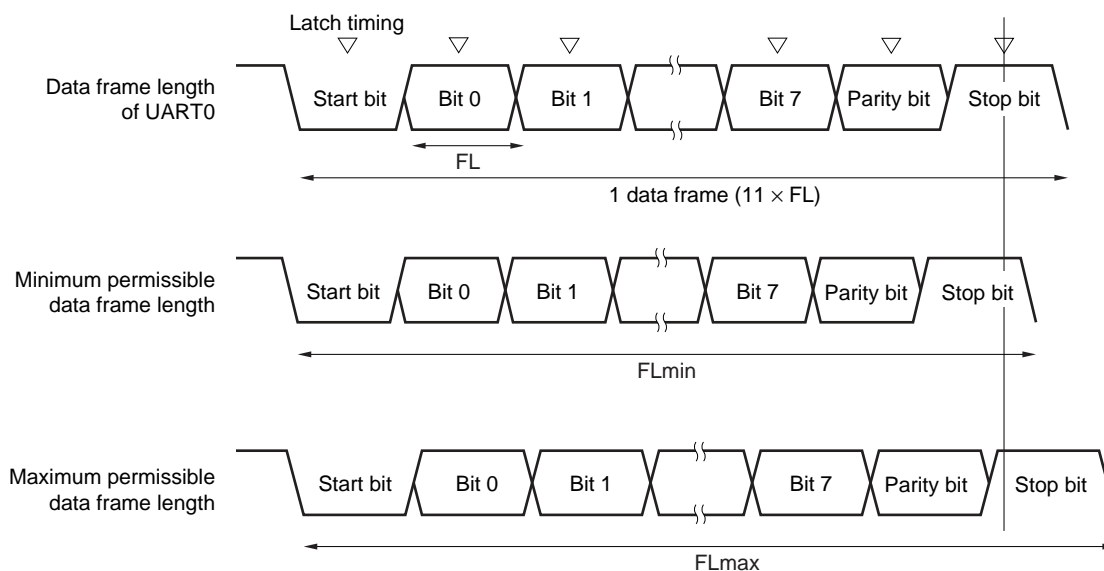 Latch timing
Data frame length
of UART0
Start bit
Bit 0
Bit 1
Bit 7
Parity bit
Stop bit
FL
1 data frame (11 × FL)
Minimum permissible
data frame length
Start bit
Bit 0
Bit 1
Bit 7
Parity bit
Stop bit
FLmin
Maximum permissible
data frame length
Start bit
Bit 0
Bit 1
Bit 7
Parity bit
Stop bit
FLmax